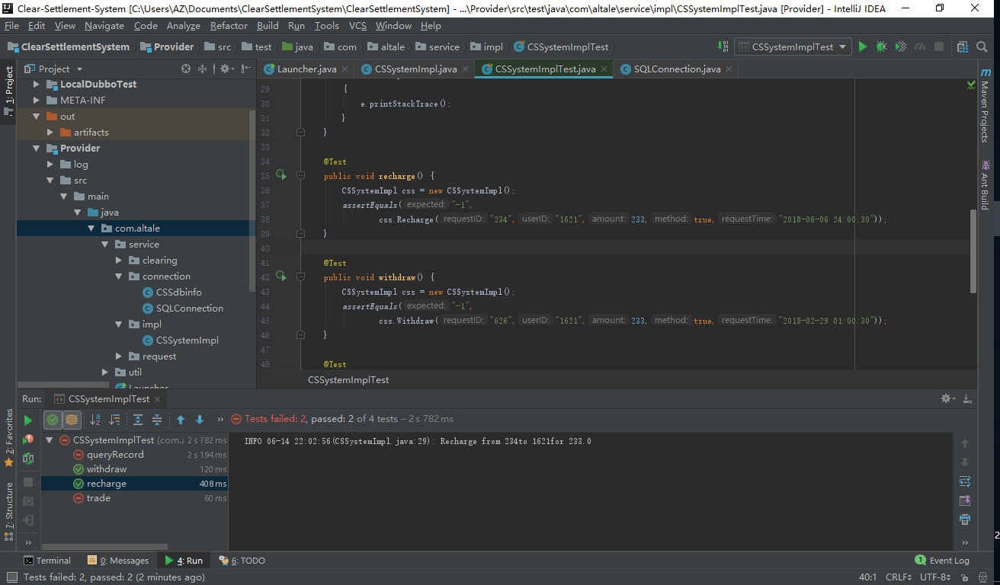 Clear-Settlement-System [C:\Users\AZ\Documents\ClearSettlementSystem\ClearSettlementSystem] - ...\Provider\src\test\java\com\altale\service\impl\CSSystemImplTest.java [Provider] - IntelliJ IDEA
File Edit View Navigate Code Analyze Refactor Build Run Tools VCS Window Help
ClearSettlementSystem Provider src test java com altale service impl CSSystemImplTest CSSystemImplTest
Project
Launcher.java CSSystemImpl.java CSSystemImplTest.java SQLConnection.java
1: Project
LocalDubboTest
META-INF
out
artifacts
Provider
log
src
main
java
com.altale
service
clearing
connection
CSSdbinfo
SQLConnection
impl
CSSystemImpl
request
util
Launcher
29 {
30 e.printStackTrace();
31 }
32 }
33
34 @Test
35 public void recharge() {
36 CSSystemImpl css = new CSSystemImpl();
37 assertEquals( expected: "-1",
38 css.Recharge( requestID: "234", userID: "1621", amount: 233, method: true, requestTime: "2018-06-06 24:00:30"));
39 }
40
41 @Test
42 public void withdraw() {
43 CSSystemImpl css = new CSSystemImpl();
44 assertEquals( expected: "-1",
45 css.Withdraw( requestID: "626", userID: "1621", amount: 233, method: true, requestTime: "2018-02-29 01:00:30"));
46 }
47
48 @Test
CSSystemImplTest
Maven Projects
Ant Build
Run: CSSystemImplTest
Tests failed: 2, passed: 2 of 4 tests – 2 s 782 ms
CSSystemImplTest (com.a 2 s 782 ms
queryRecord 2 s 194 ms
withdraw 120 ms
recharge 408 ms
trade 60 ms
INFO 06-14 22:02:56(CSSystemImpl.java:29): Recharge from 234to 1621for 233.0
2: Favorites
7: Structure
Terminal 0: Messages 4: Run 6: TODO 1 Event Log
Tests failed: 2, passed: 2 (2 minutes ago) 40:1 CRLF UTF-8